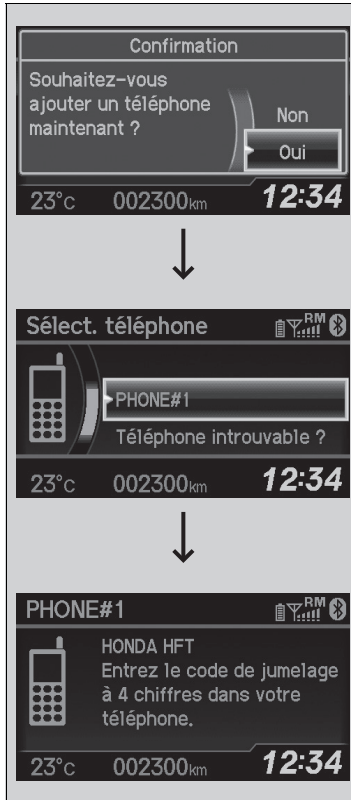 Confirmation
Souhaitez-vous
ajouter un téléphone
maintenant ?
Non
Oui
23°C 002300km 12:34
Sélect. téléphone RM
PHONE#1
Téléphone introuvable ?
23°C 002300km 12:34
PHONE#1 RM
HONDA HFT
Entrez le code de jumelage
à 4 chiffres dans votre
téléphone.
23°C 002300km 12:34